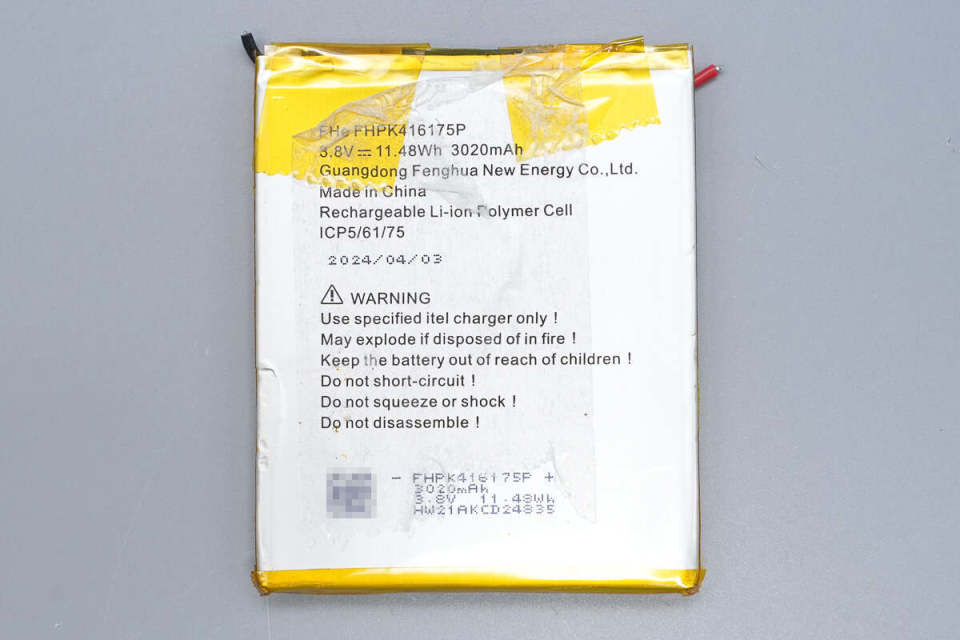 FHe FHPK416175P
3.8V ⎓ 11.48Wh 3020mAh
Guangdong Fenghua New Energy Co.,Ltd.
Made in China
Rechargeable Li-ion Polymer Cell
ICP5/61/75
2024/04/03
⚠ WARNING
Use specified itel charger only !
May explode if disposed of in fire !
Keep the battery out of reach of children !
Do not short-circuit !
Do not squeeze or shock !
Do not disassemble !
- FHPK416175P +
3020mAh
3.8V 11.48Wh
HW21AKCD24835